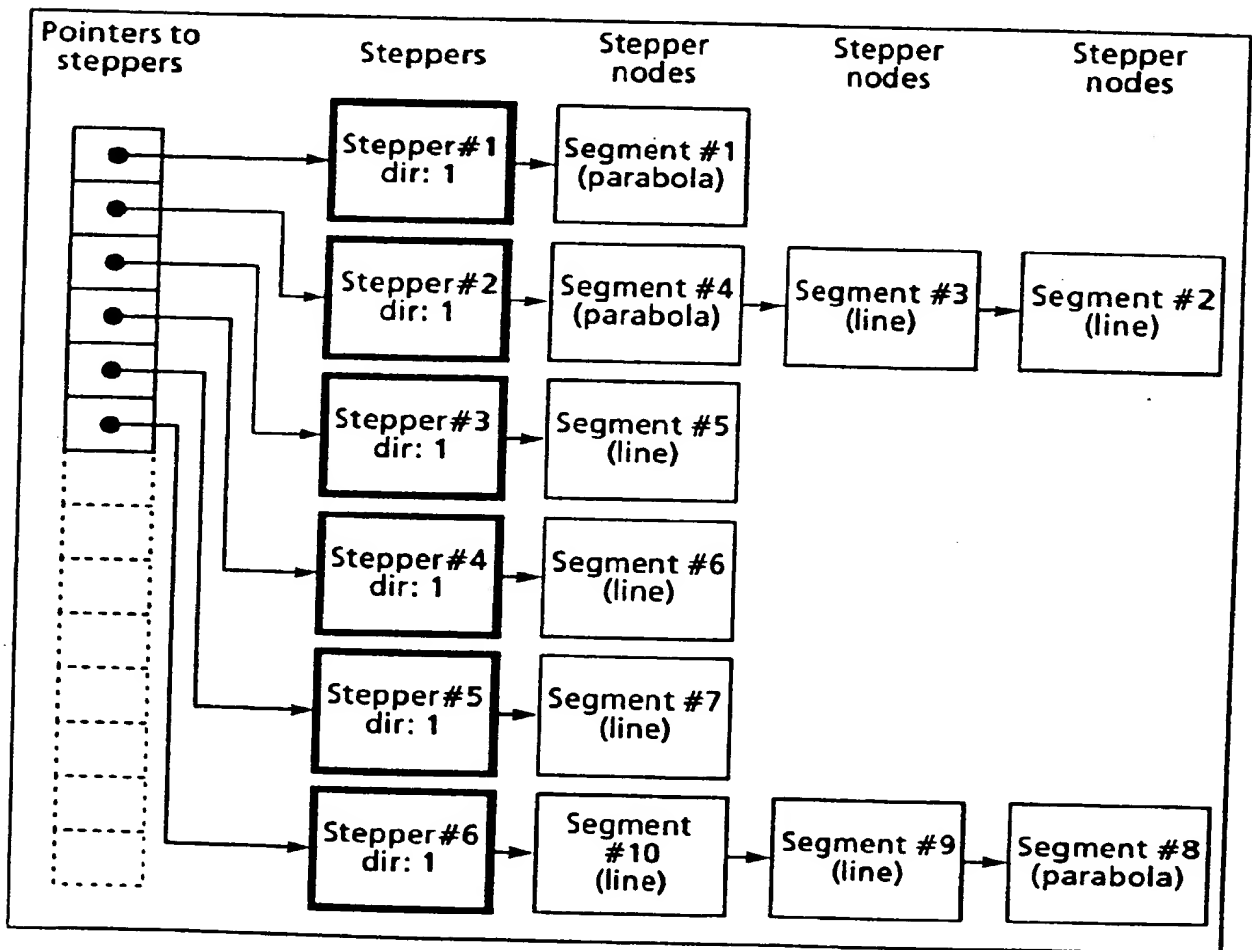 Pointers to
steppers
Steppers
Stepper
nodes
Stepper
nodes
Stepper
nodes
Stepper#1
dir: 1
Segment #1
(parabola)
Stepper#2
dir: 1
Segment #4
(parabola)
Segment #3
(line)
Segment #2
(line)
Stepper#3
dir: 1
Segment #5
(line)
Stepper#4
dir: 1
Segment #6
(line)
Stepper#5
dir: 1
Segment #7
(line)
Stepper#6
dir: 1
Segment
#10
(line)
Segment #9
(line)
Segment #8
(parabola)